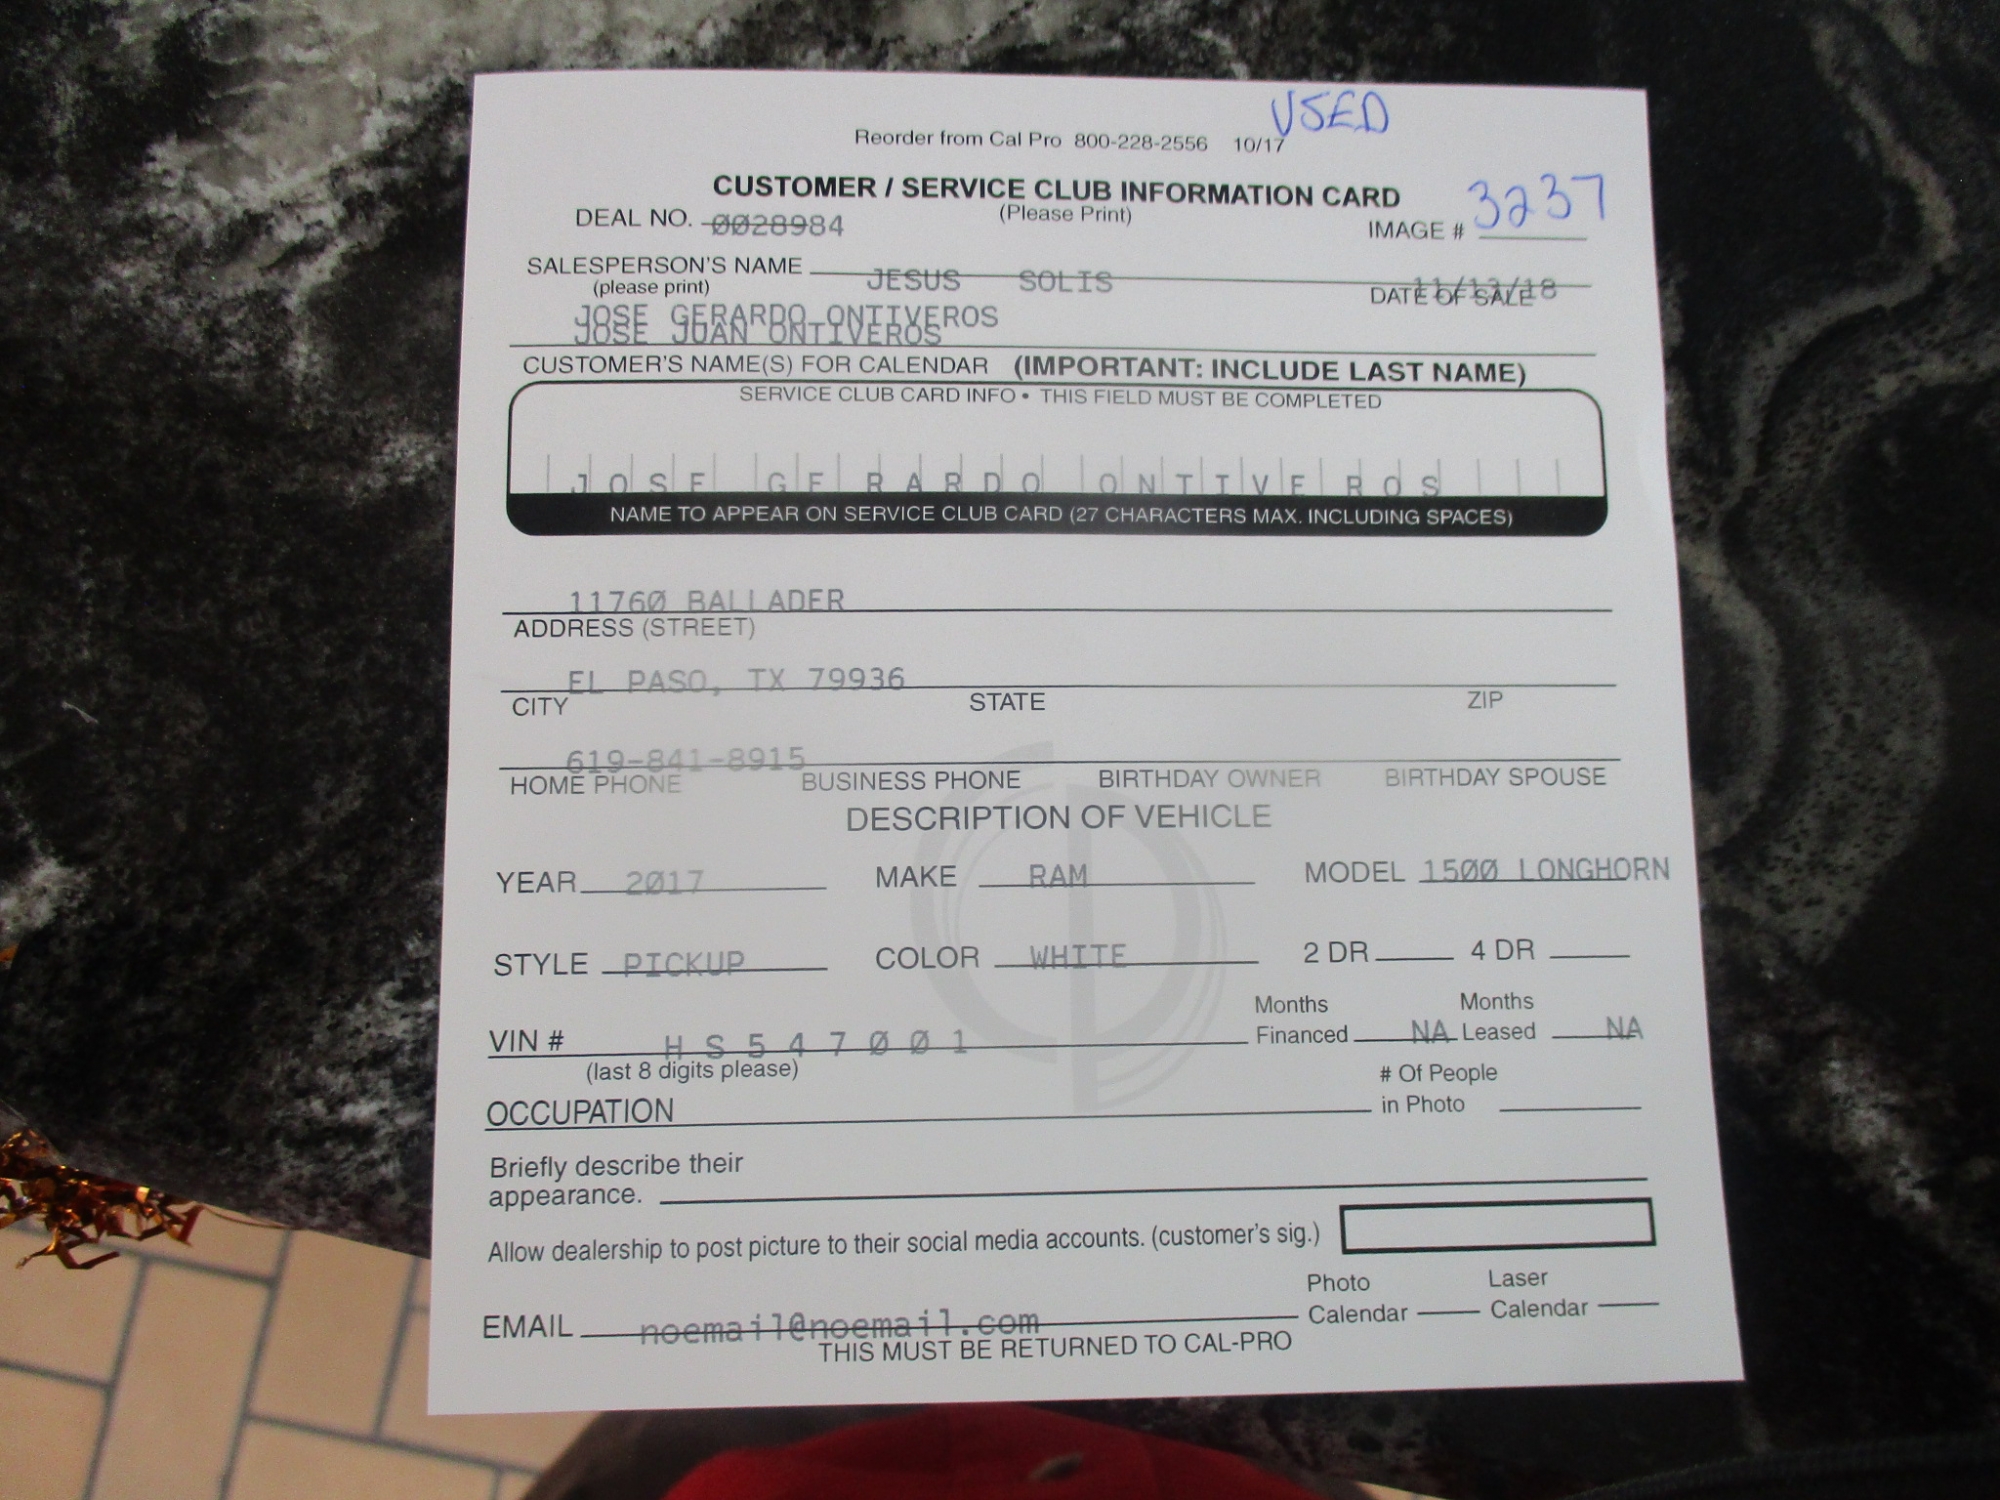 USED
Reorder from Cal Pro 800-228-2556 10/17
CUSTOMER / SERVICE CLUB INFORMATION CARD
(Please Print)
DEAL NO. 0028984
IMAGE # 3237
SALESPERSON'S NAME JESUS SOLIS
(please print)
DATE OF SALE
JOSE GERARDO ONTIVEROS
JOSE JUAN ONTIVEROS
CUSTOMER'S NAME(S) FOR CALENDAR (IMPORTANT: INCLUDE LAST NAME)
SERVICE CLUB CARD INFO • THIS FIELD MUST BE COMPLETED
JOSE GERARDO ONTIVEROS
NAME TO APPEAR ON SERVICE CLUB CARD (27 CHARACTERS MAX. INCLUDING SPACES)
11760 BALLADER
ADDRESS (STREET)
EL PASO, TX 79936
CITY STATE ZIP
619-841-8915
HOME PHONE BUSINESS PHONE BIRTHDAY OWNER BIRTHDAY SPOUSE
DESCRIPTION OF VEHICLE
YEAR 2017 MAKE RAM MODEL 1500 LONGHORN
STYLE PICKUP COLOR WHITE 2 DR 4 DR
Months Months
VIN # HS547001 Financed NA Leased NA
(last 8 digits please)
# Of People
OCCUPATION in Photo
Briefly describe their
appearance.
Allow dealership to post picture to their social media accounts. (customer's sig.)
Photo Laser
EMAIL noemail@noemail.com Calendar Calendar
THIS MUST BE RETURNED TO CAL-PRO